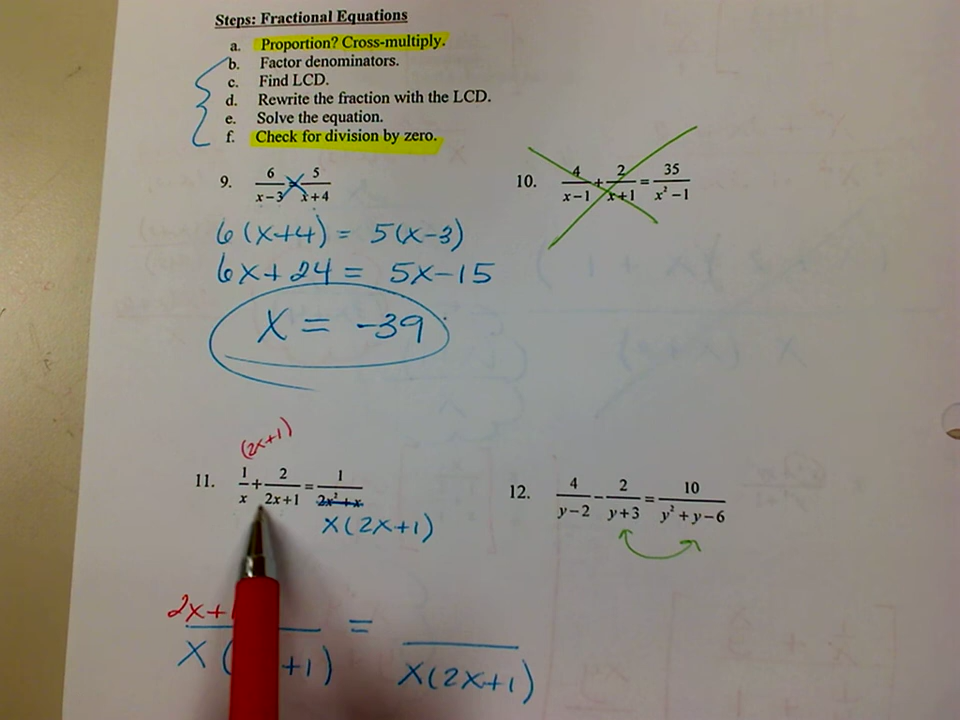 Steps: Fractional Equations
a. Proportion? Cross-multiply.
b. Factor denominators.
c. Find LCD.
d. Rewrite the fraction with the LCD.
e. Solve the equation.
f. Check for division by zero.
9. 6/(x-3) = 5/(x+4)
10. 4/(x-1) + 2/(x+1) = 35/(x²-1)
6(x+4) = 5(x-3)
6x+24 = 5x-15
x = -39
(2x+1)
11. 1/x + 2/(2x+1) = 1/(2x²+x)
12. 4/(y-2) - 2/(y+3) = 10/(y²+y-6)
x(2x+1)
2x+ =
x( +1) x(2x+1)